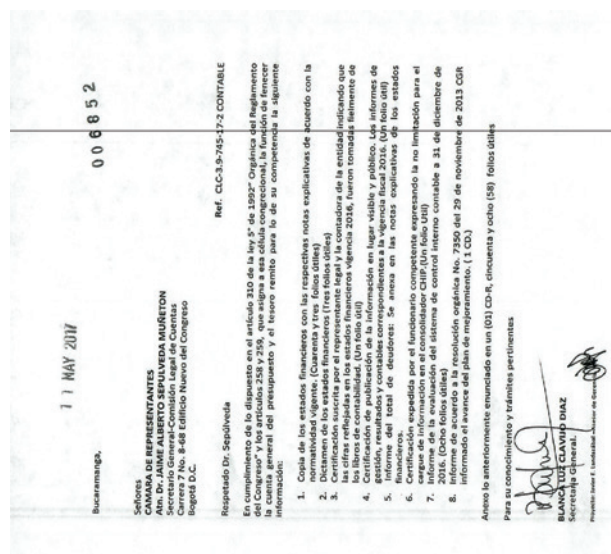 006852
Bucaramanga, 11 MAY 2017
Señores
CAMARA DE REPRESENTANTES
Atn. Dr. JAIME ALBERTO SEPULVEDA MUÑETON
Secretario General-Comisión Legal de Cuentas
Carrera 7 No. 8-68 Edificio Nuevo del Congreso
Bogotá D.C.
Ref. CLC-3.9-745-17-2 CONTABLE
Respetado Dr. Sepúlveda
En cumplimiento de lo dispuesto en el artículo 310 de la ley 5° de 1992" Orgánica del Reglamento
del Congreso" y los artículos 258 y 259, que asigna a esa célula congresional, la función de fenecer
la cuenta general del presupuesto y el tesoro remito para lo de su competencia la siguiente
información:
1. Copia de los estados financieros con las respectivas notas explicativas de acuerdo con la
normatividad vigente. (Cuarenta y tres folios útiles)
2. Dictamen de los estados financieros (Tres folios útiles)
3. Certificación suscrita por el representante legal y la contadora de la entidad indicando que
las cifras reflejadas en los estados financieros vigencia 2016, fueron tomadas fielmente de
los libros de contabilidad. (Un folio útil)
4. Certificación de publicación de la información en lugar visible y público. Los informes de
gestión, resultados y contables correspondientes a la vigencia fiscal 2016. (Un folio útil)
5. Informe del total de deudores: Se anexa en las notas explicativas de los estados
financieros.
6. Certificación expedida por el funcionario competente expresando la no limitación para el
cargue de información en el consolidador CHIP.(Un folio Util)
7. Informe de la evaluación del sistema de control interno contable a 31 de diciembre de
2016. (Ocho folios útiles)
8. Informe de acuerdo a la resolución orgánica No. 7350 del 29 de noviembre de 2013 CGR
informado el avance del plan de mejoramiento. ( 1 CD.)
Anexo lo anteriormente enunciado en un (01) CD-R, cincuenta y ocho (58) folios útiles
Para su conocimiento y trámites pertinentes
BLANCA LUZ CLAVIJO DIAZ
Secretaria General.